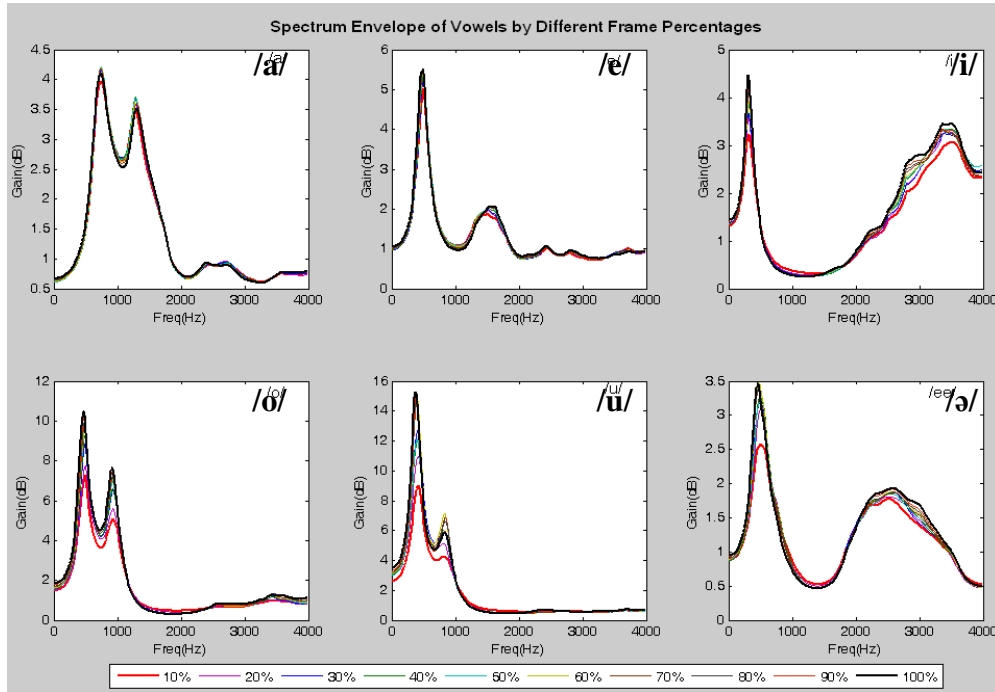 Spectrum Envelope of Vowels by Different Frame Percentages
4.5
4
3.5
3
2.5
2
1.5
1
0.5
0 1000 2000 3000 4000
Gain(dB)
Freq(Hz)
/a/
/a/
6
5
4
3
2
1
0
0 1000 2000 3000 4000
Gain(dB)
Freq(Hz)
/e/
/e/
5
4
3
2
1
0
0 1000 2000 3000 4000
Gain(dB)
Freq(Hz)
/i
/i/
12
10
8
6
4
2
0
0 1000 2000 3000 4000
Gain(dB)
Freq(Hz)
/o/
/o/
16
14
12
10
8
6
4
2
0
0 1000 2000 3000 4000
Gain(dB)
Freq(Hz)
/u/
/u/
3.5
3
2.5
2
1.5
1
0.5
0
0 1000 2000 3000 4000
Gain(dB)
Freq(Hz)
/ee/
/ə/
10% 20% 30% 40% 50% 60% 70% 80% 90% 100%